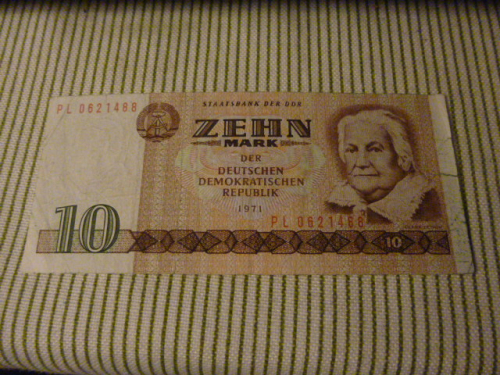 PL 0621488
STAATSBANK DER DDR
ZEHN
MARK
DER
DEUTSCHEN
DEMOKRATISCHEN
REPUBLIK
1971
PL 0621488
10
10